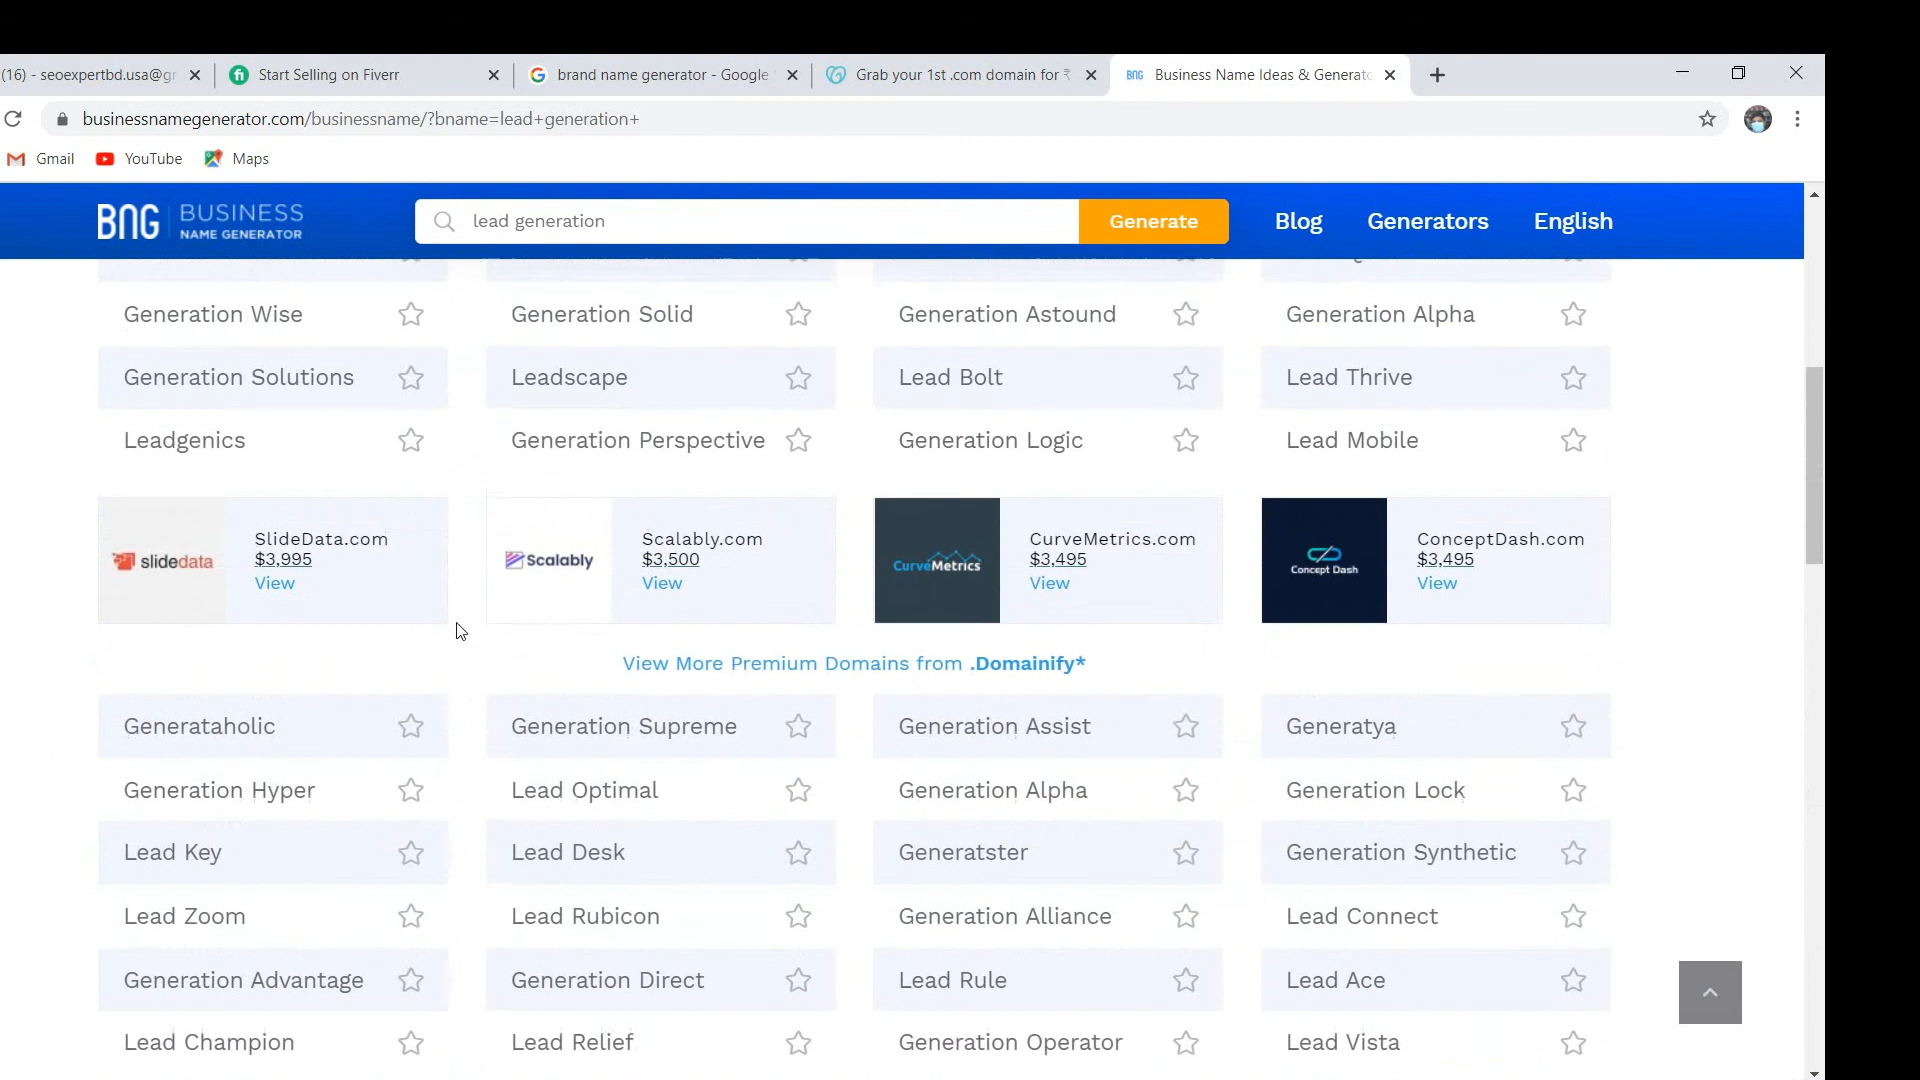 (16) - seoexpertbd.usa@gr
Start Selling on Fiverr
brand name generator - Google
Grab your 1st .com domain for ₹
BNG Business Name Ideas & Generato
businessnamegenerator.com/businessname/?bname=lead+generation+
Gmail YouTube Maps
BNG BUSINESS
NAME GENERATOR
lead generation
Generate
Blog Generators English
Generation Wise Generation Solid Generation Astound Generation Alpha
Generation Solutions Leadscape Lead Bolt Lead Thrive
Leadgenics Generation Perspective Generation Logic Lead Mobile
slidedata
SlideData.com
$3,995
View
Scalably
Scalably.com
$3,500
View
CurveMetrics
CurveMetrics.com
$3,495
View
Concept Dash
ConceptDash.com
$3,495
View
View More Premium Domains from .Domainify*
Generataholic Generation Supreme Generation Assist Generatya
Generation Hyper Lead Optimal Generation Alpha Generation Lock
Lead Key Lead Desk Generatster Generation Synthetic
Lead Zoom Lead Rubicon Generation Alliance Lead Connect
Generation Advantage Generation Direct Lead Rule Lead Ace
Lead Champion Lead Relief Generation Operator Lead Vista